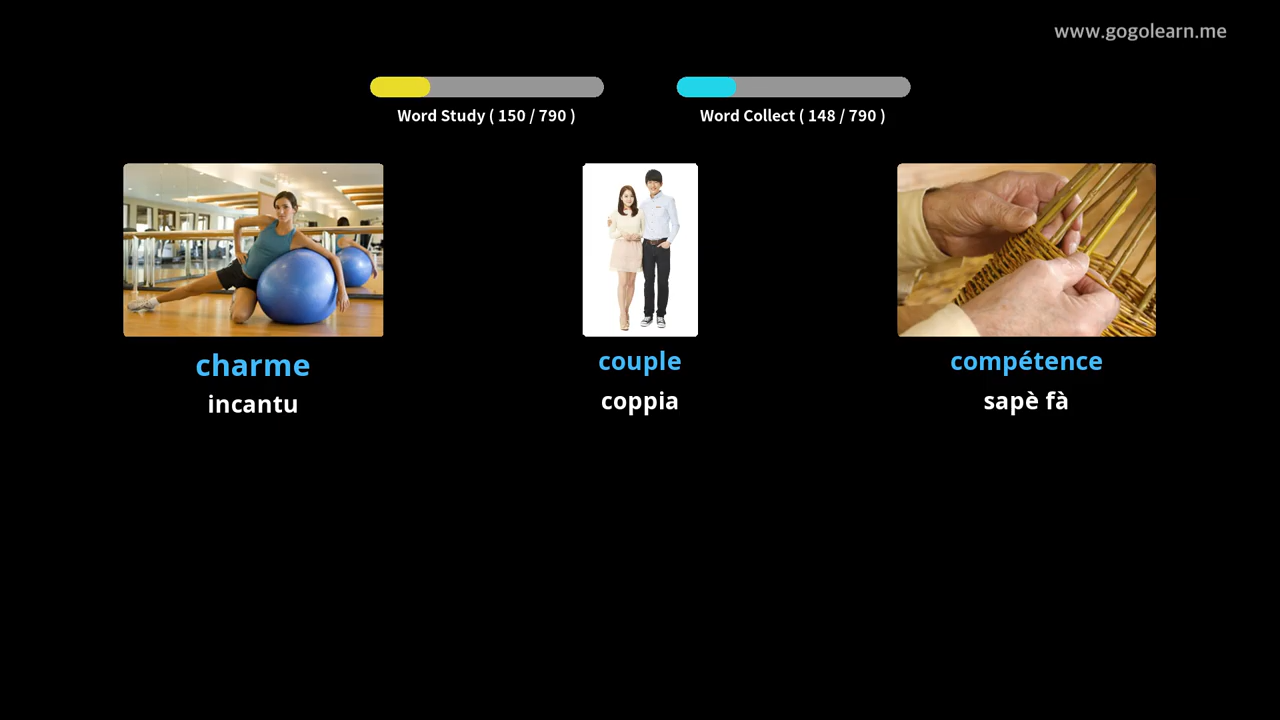 www.gogolearn.me
Word Study ( 150 / 790 )
Word Collect ( 148 / 790 )
charme
incantu
couple
coppia
compétence
sapè fà